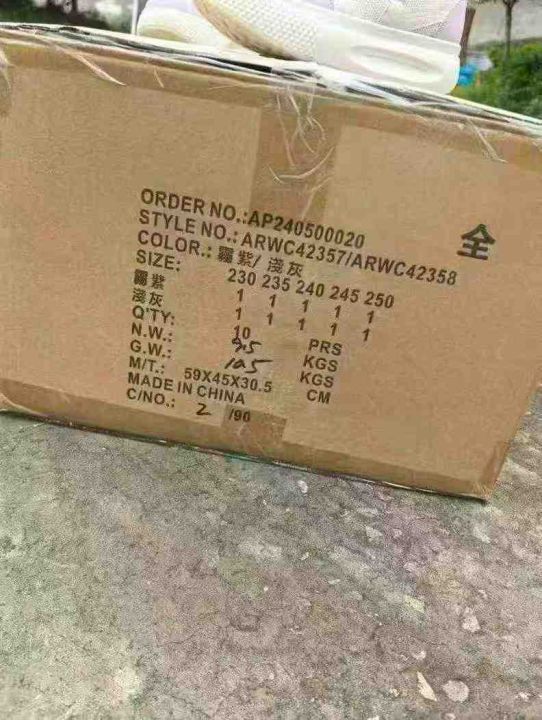 ORDER NO.:AP240500020
STYLE NO.:ARWC42357/ARWC42358
全
COLOR.: 羅紫/淺灰
SIZE: 230 235 240 245 250
羅紫 1 1 1 1 1
淺灰 1 1 1 1 1
Q'TY: 10 PRS
N.W.: 9.5 KGS
G.W.: 10.5 KGS
M/T.: 59X45X30.5 CM
MADE IN CHINA
C/NO.: 2 /90